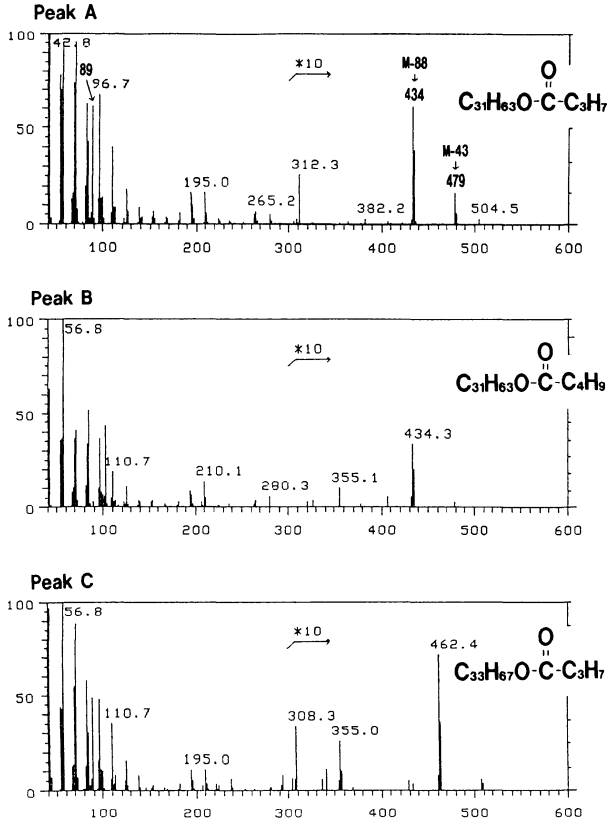 Peak A
100
50
0
42.8
89
96.7
195.0
265.2
312.3
*10
382.2
M-88
434
M-43
479
504.5
O
C31H63O-C-C3H7
100 200 300 400 500 600
Peak B
100
50
0
56.8
110.7
210.1
280.3
*10
355.1
434.3
O
C31H63O-C-C4H9
100 200 300 400 500 600
Peak C
100
50
0
56.8
110.7
195.0
308.3
*10
355.0
462.4
O
C33H67O-C-C3H7
100 200 300 400 500 600